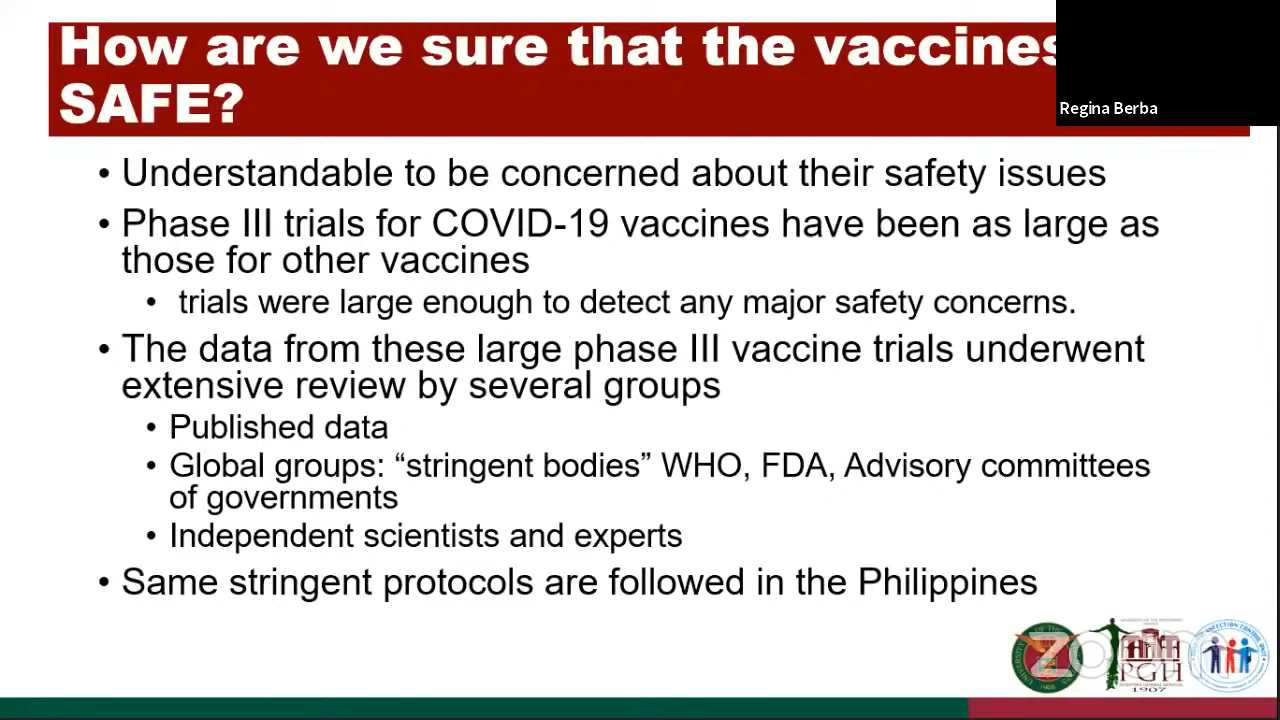 How are we sure that the vaccines
SAFE?
Regina Berba
• Understandable to be concerned about their safety issues
• Phase III trials for COVID-19 vaccines have been as large as
those for other vaccines
• trials were large enough to detect any major safety concerns.
• The data from these large phase III vaccine trials underwent
extensive review by several groups
• Published data
• Global groups: “stringent bodies” WHO, FDA, Advisory committees
of governments
• Independent scientists and experts
• Same stringent protocols are followed in the Philippines
zoom
PGH
1907